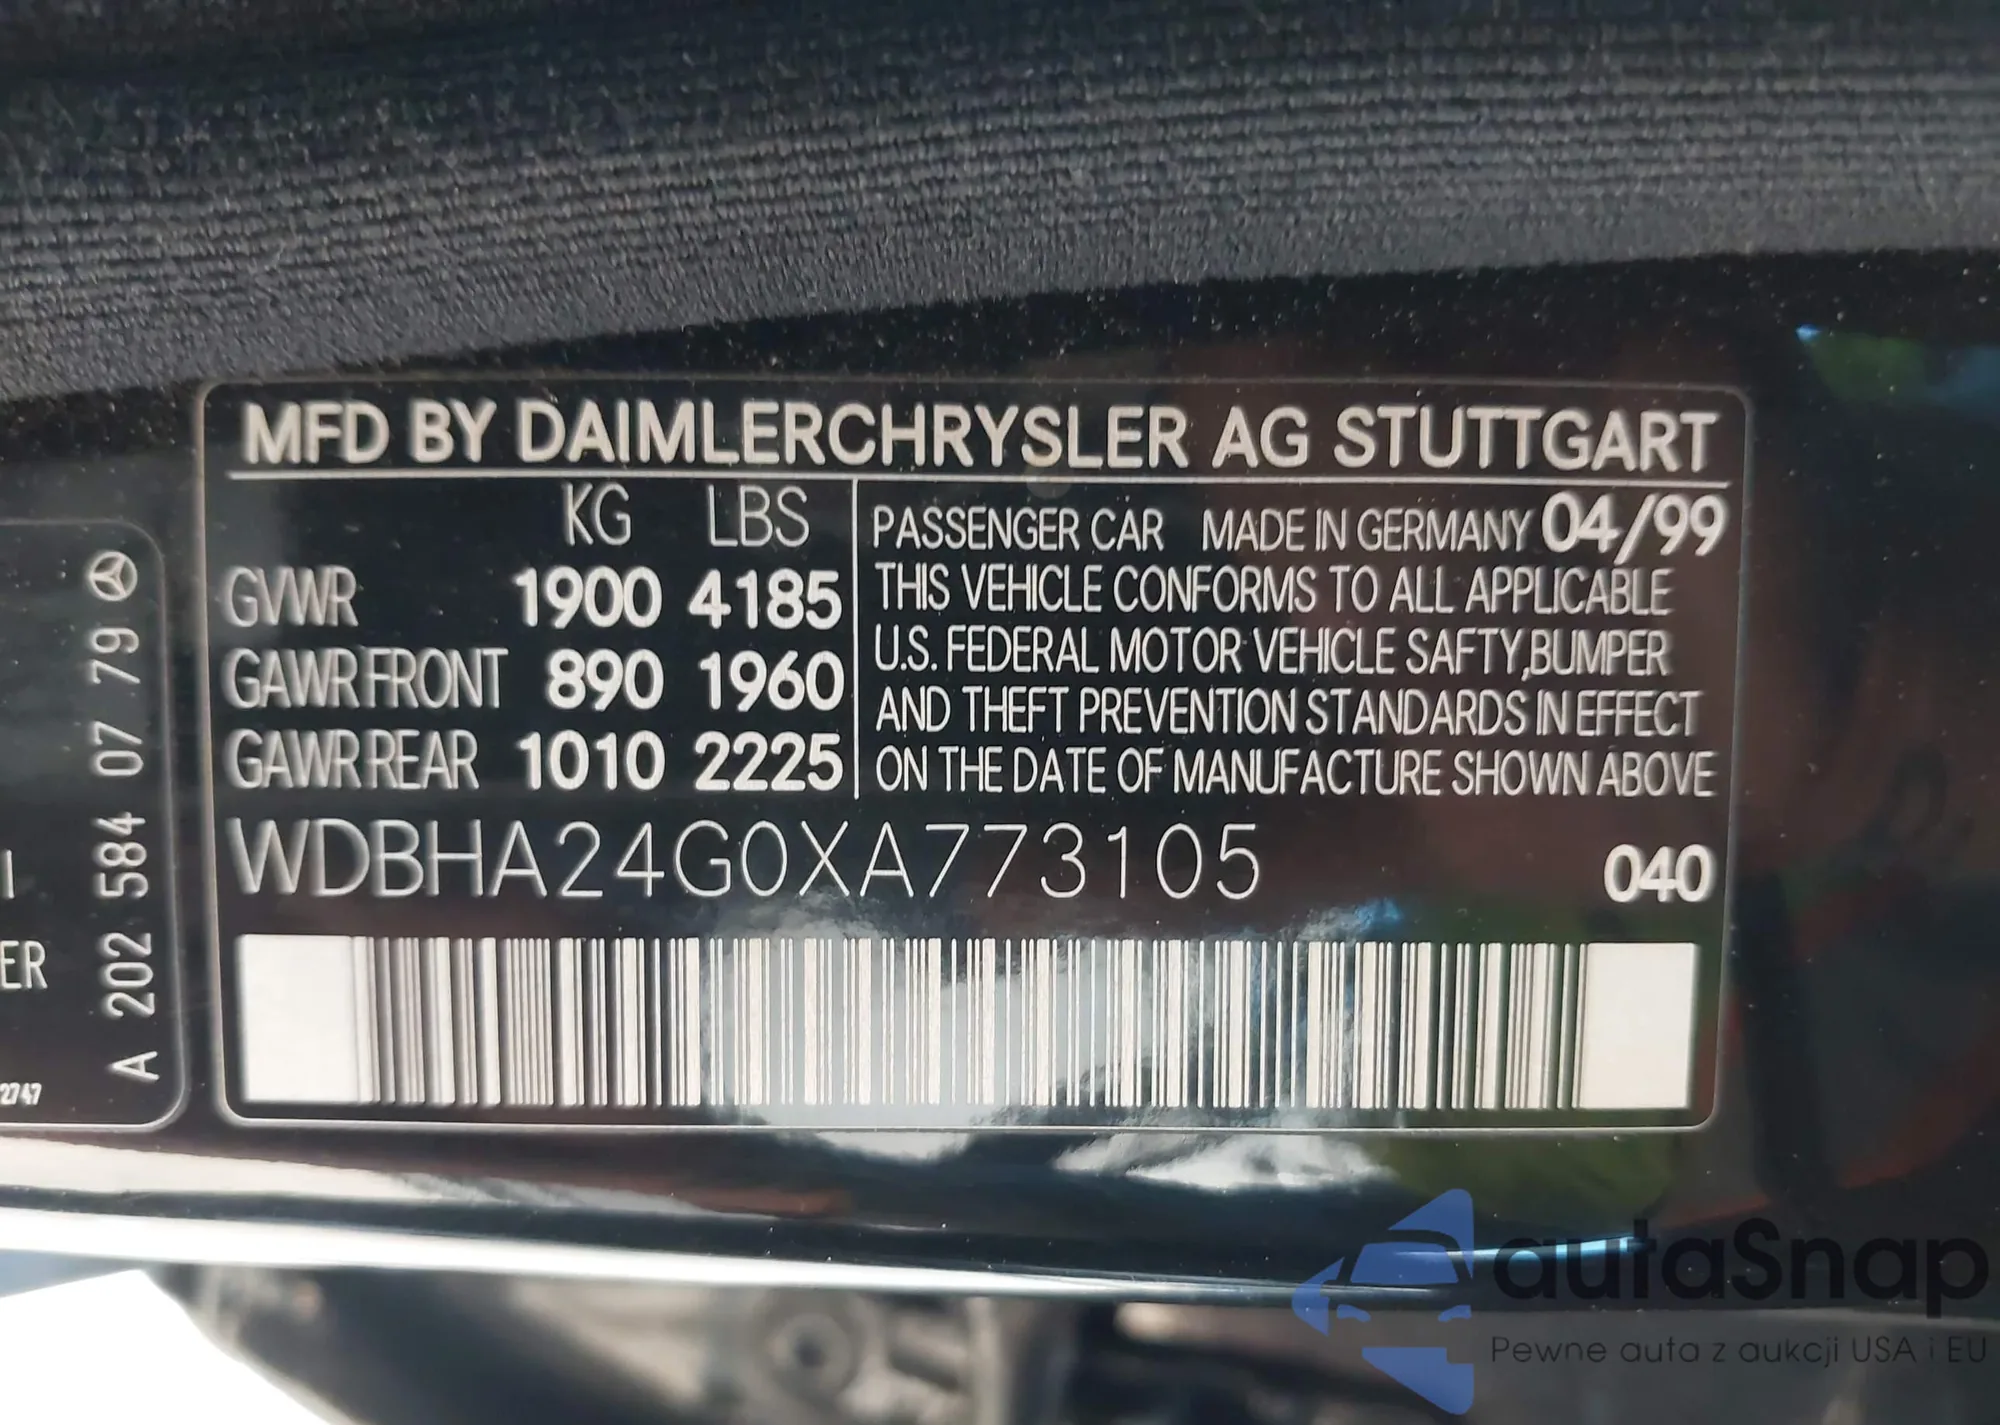 MFD BY DAIMLERCHRYSLER AG STUTTGART
KG LBS
GVWR 1900 4185
GAWR FRONT 890 1960
GAWR REAR 1010 2225
PASSENGER CAR MADE IN GERMANY 04/99
THIS VEHICLE CONFORMS TO ALL APPLICABLE
U.S. FEDERAL MOTOR VEHICLE SAFTY,BUMPER
AND THEFT PREVENTION STANDARDS IN EFFECT
ON THE DATE OF MANUFACTURE SHOWN ABOVE
WDBHA24G0XA773105 040
A 202 584 07 79
ER
2747
autaSnap
Pewne auta z aukcji USA i EU